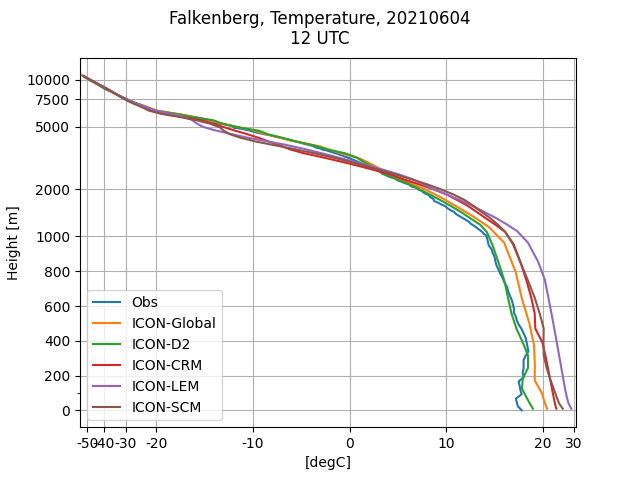 Falkenberg, Temperature, 20210604
12 UTC
10000
7500
5000
2000
1000
800
600
400
200
0
Height [m]
Obs
ICON-Global
ICON-D2
ICON-CRM
ICON-LEM
ICON-SCM
-50 -40 -30 -20 -10 0 10 20 30
[degC]